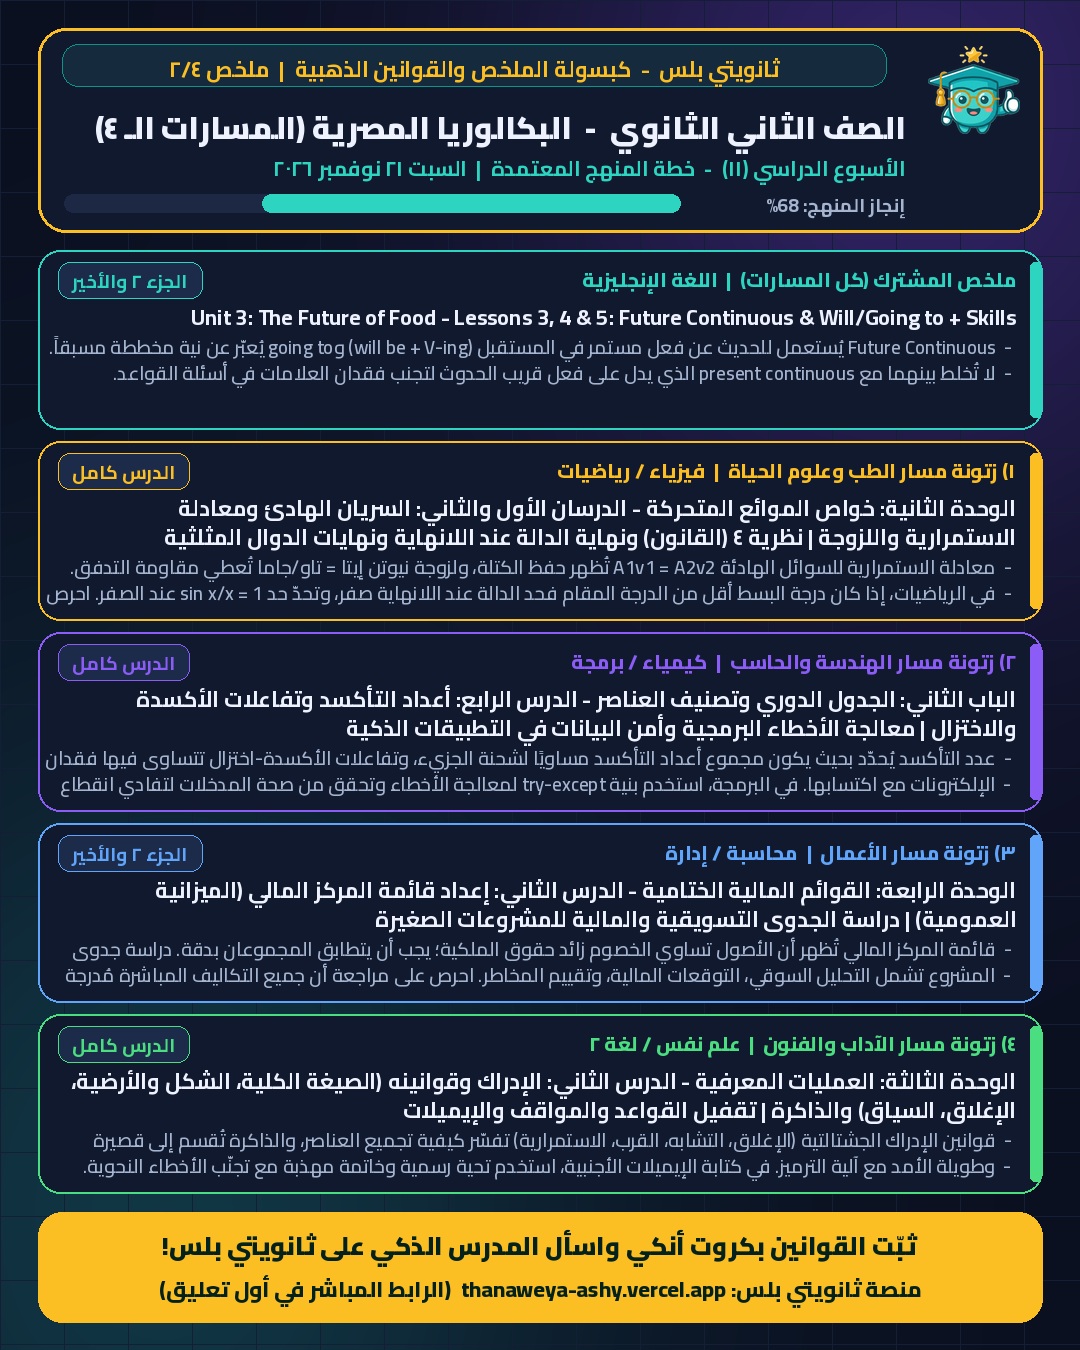 ثانويتي بلس - كبسولة الملخص والقوانين الذهبية | ملخص ٢/٤
الصف الثاني الثانوي - البكالوريا المصرية (المسارات الـ ٤)
الأسبوع الدراسي (١١) - خطة المنهج المعتمدة | السبت ٢١ نوفمبر ٢٠٢٦
إنجاز المنهج: 68%
ملخص المشترك (كل المسارات) | اللغة الإنجليزية
الجزء ٢ والأخير
Unit 3: The Future of Food - Lessons 3, 4 & 5: Future Continuous & Will/Going to + Skills
- Future Continuous يُستعمل للحديث عن فعل مستمر في المستقبل (will be + V-ing) وgoing to يُعبّر عن نية مخططة مسبقاً.
- لا تُخلط بينهما مع present continuous الذي يدل على فعل قريب الحدوث لتجنب فقدان العلامات في أسئلة القواعد.
١) زتونة مسار الطب وعلوم الحياة | فيزياء / رياضيات
الدرس كامل
الوحدة الثانية: خواص الموائع المتحركة - الدرسان الأول والثاني: السريان الهادئ ومعادلة
الاستمرارية واللزوجة | نظرية ٤ (القانون) ونهاية الدالة عند اللانهاية ونهايات الدوال المثلثية
- معادلة الاستمرارية للسوائل الهادئة A1v1 = A2v2 تُظهر حفظ الكتلة، ولزوجة نيوتن إيتا = تاو/جاما تُعطي مقاومة التدفق.
- في الرياضيات، إذا كان درجة البسط أقل من الدرجة المقام فحد الدالة عند اللانهاية صفر، وتحدّد حد sin x/x = 1 عند الصفر. احرص
٢) زتونة مسار الهندسة والحاسب | كيمياء / برمجة
الدرس كامل
الباب الثاني: الجدول الدوري وتصنيف العناصر - الدرس الرابع: أعداد التأكسد وتفاعلات الأكسدة
والاختزال | معالجة الأخطاء البرمجية وأمن البيانات في التطبيقات الذكية
- عدد التأكسد يُحدّد بحيث يكون مجموع أعداد التأكسد مساويًا لشحنة الجزيء، وتفاعلات الأكسدة-اختزال تتساوى فيها فقدان
- الإلكترونات مع اكتسابها. في البرمجة، استخدم بنية try-except لمعالجة الأخطاء وتحقق من صحة المدخلات لتفادي انقطاع
٣) زتونة مسار الأعمال | محاسبة / إدارة
الجزء ٢ والأخير
الوحدة الرابعة: القوائم المالية الختامية - الدرس الثاني: إعداد قائمة المركز المالي (الميزانية
العمومية) | دراسة الجدوى التسويقية والمالية للمشروعات الصغيرة
- قائمة المركز المالي تُظهر أن الأصول تساوي الخصوم زائد حقوق الملكية؛ يجب أن يتطابق المجموعان بدقة. دراسة جدوى
- المشروع تشمل التحليل السوقي، التوقعات المالية، وتقييم المخاطر. احرص على مراجعة أن جميع التكاليف المباشرة مُدرجة
٤) زتونة مسار الآداب والفنون | علم نفس / لغة ٢
الدرس كامل
الوحدة الثالثة: العمليات المعرفية - الدرس الثاني: الإدراك وقوانينه (الصيغة الكلية، الشكل والأرضية،
الإغلاق، السياق) والذاكرة | تقفيل القواعد والمواقف والإيميلات
- قوانين الإدراك الجشتالتية (الإغلاق، التشابه، القرب، الاستمرارية) تفسّر كيفية تجميع العناصر، والذاكرة تُقسم إلى قصيرة
- وطويلة الأمد مع آلية الترميز. في كتابة الإيميلات الأجنبية، استخدم تحية رسمية وخاتمة مهذبة مع تجنّب الأخطاء النحوية.
ثبّت القوانين بكروت أنكي واسأل المدرس الذكي على ثانويتي بلس!
منصة ثانويتي بلس: thanaweya-ashy.vercel.app (الرابط المباشر في أول تعليق)